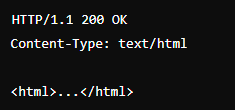 HTTP/1.1 200 OK
Content-Type: text/html

<html>...</html>